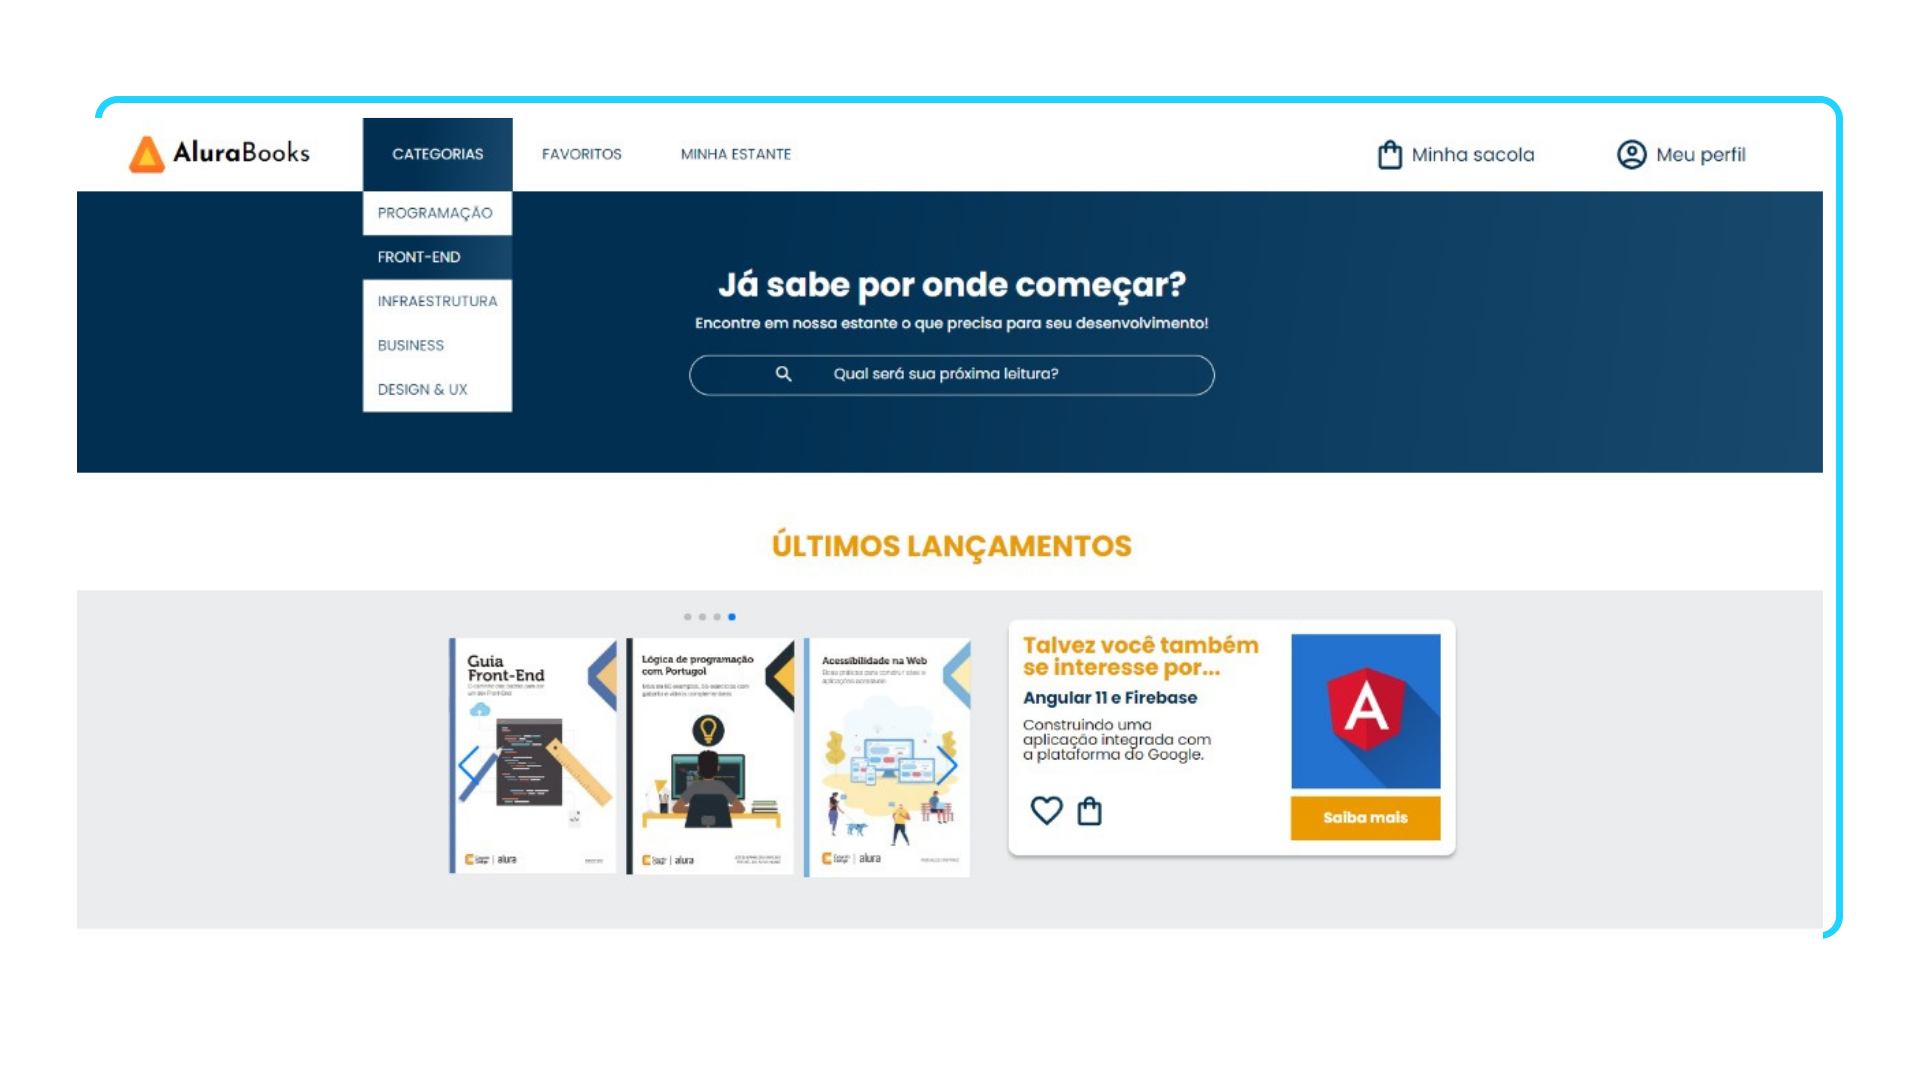 AluraBooks
CATEGORIAS
FAVORITOS
MINHA ESTANTE
Minha sacola
Meu perfil
PROGRAMAÇÃO
FRONT-END
INFRAESTRUTURA
BUSINESS
DESIGN & UX
Já sabe por onde começar?
Encontre em nossa estante o que precisa para seu desenvolvimento!
Qual será sua próxima leitura?
ÚLTIMOS LANÇAMENTOS
Guia
Front-End
alura
Lógica de programação
com Portugol
alura
Acessibilidade na Web
alura
Talvez você também
se interesse por...
Angular 11 e Firebase
Construindo uma
aplicação integrada com
a plataforma do Google.
A
Saiba mais